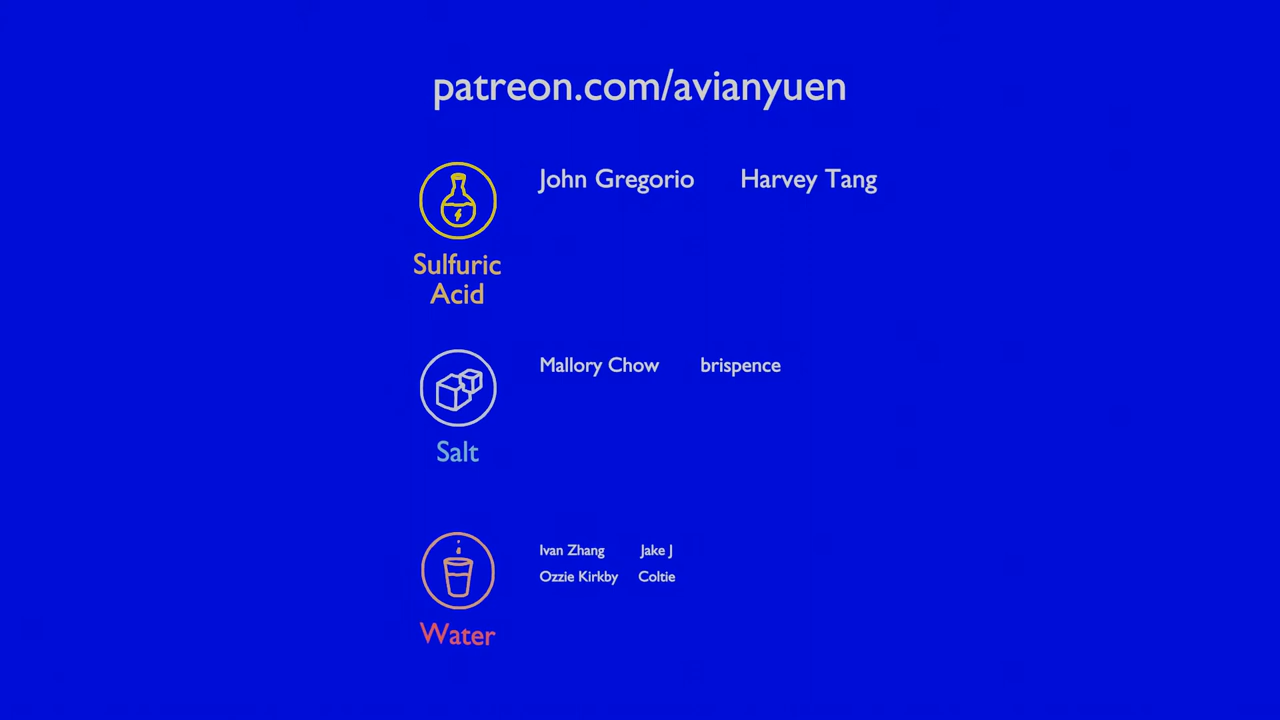 patreon.com/avianyuen
John Gregorio Harvey Tang
Sulfuric
Acid
Mallory Chow brispence
Salt
Ivan Zhang Jake J
Ozzie Kirkby Coltie
Water